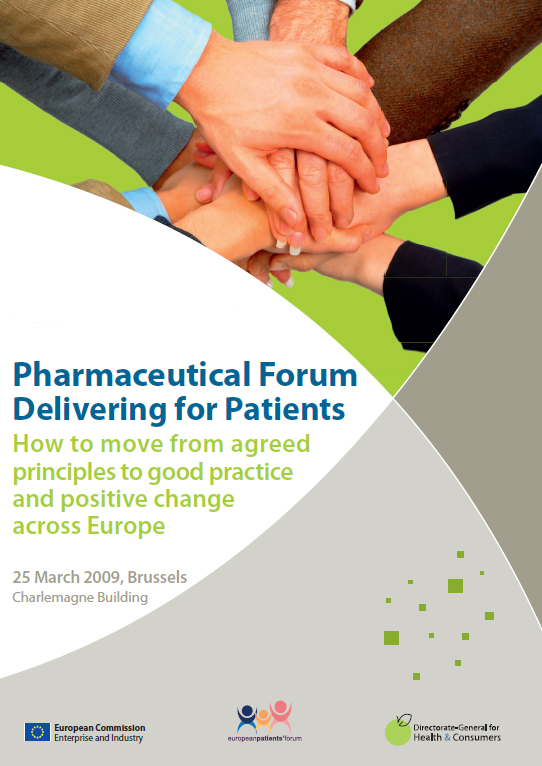 Pharmaceutical Forum
Delivering for Patients
How to move from agreed
principles to good practice
and positive change
across Europe
25 March 2009, Brussels
Charlemagne Building
European Commission
Enterprise and Industry
europeanpatients'forum
Directorate-General for
Health & Consumers